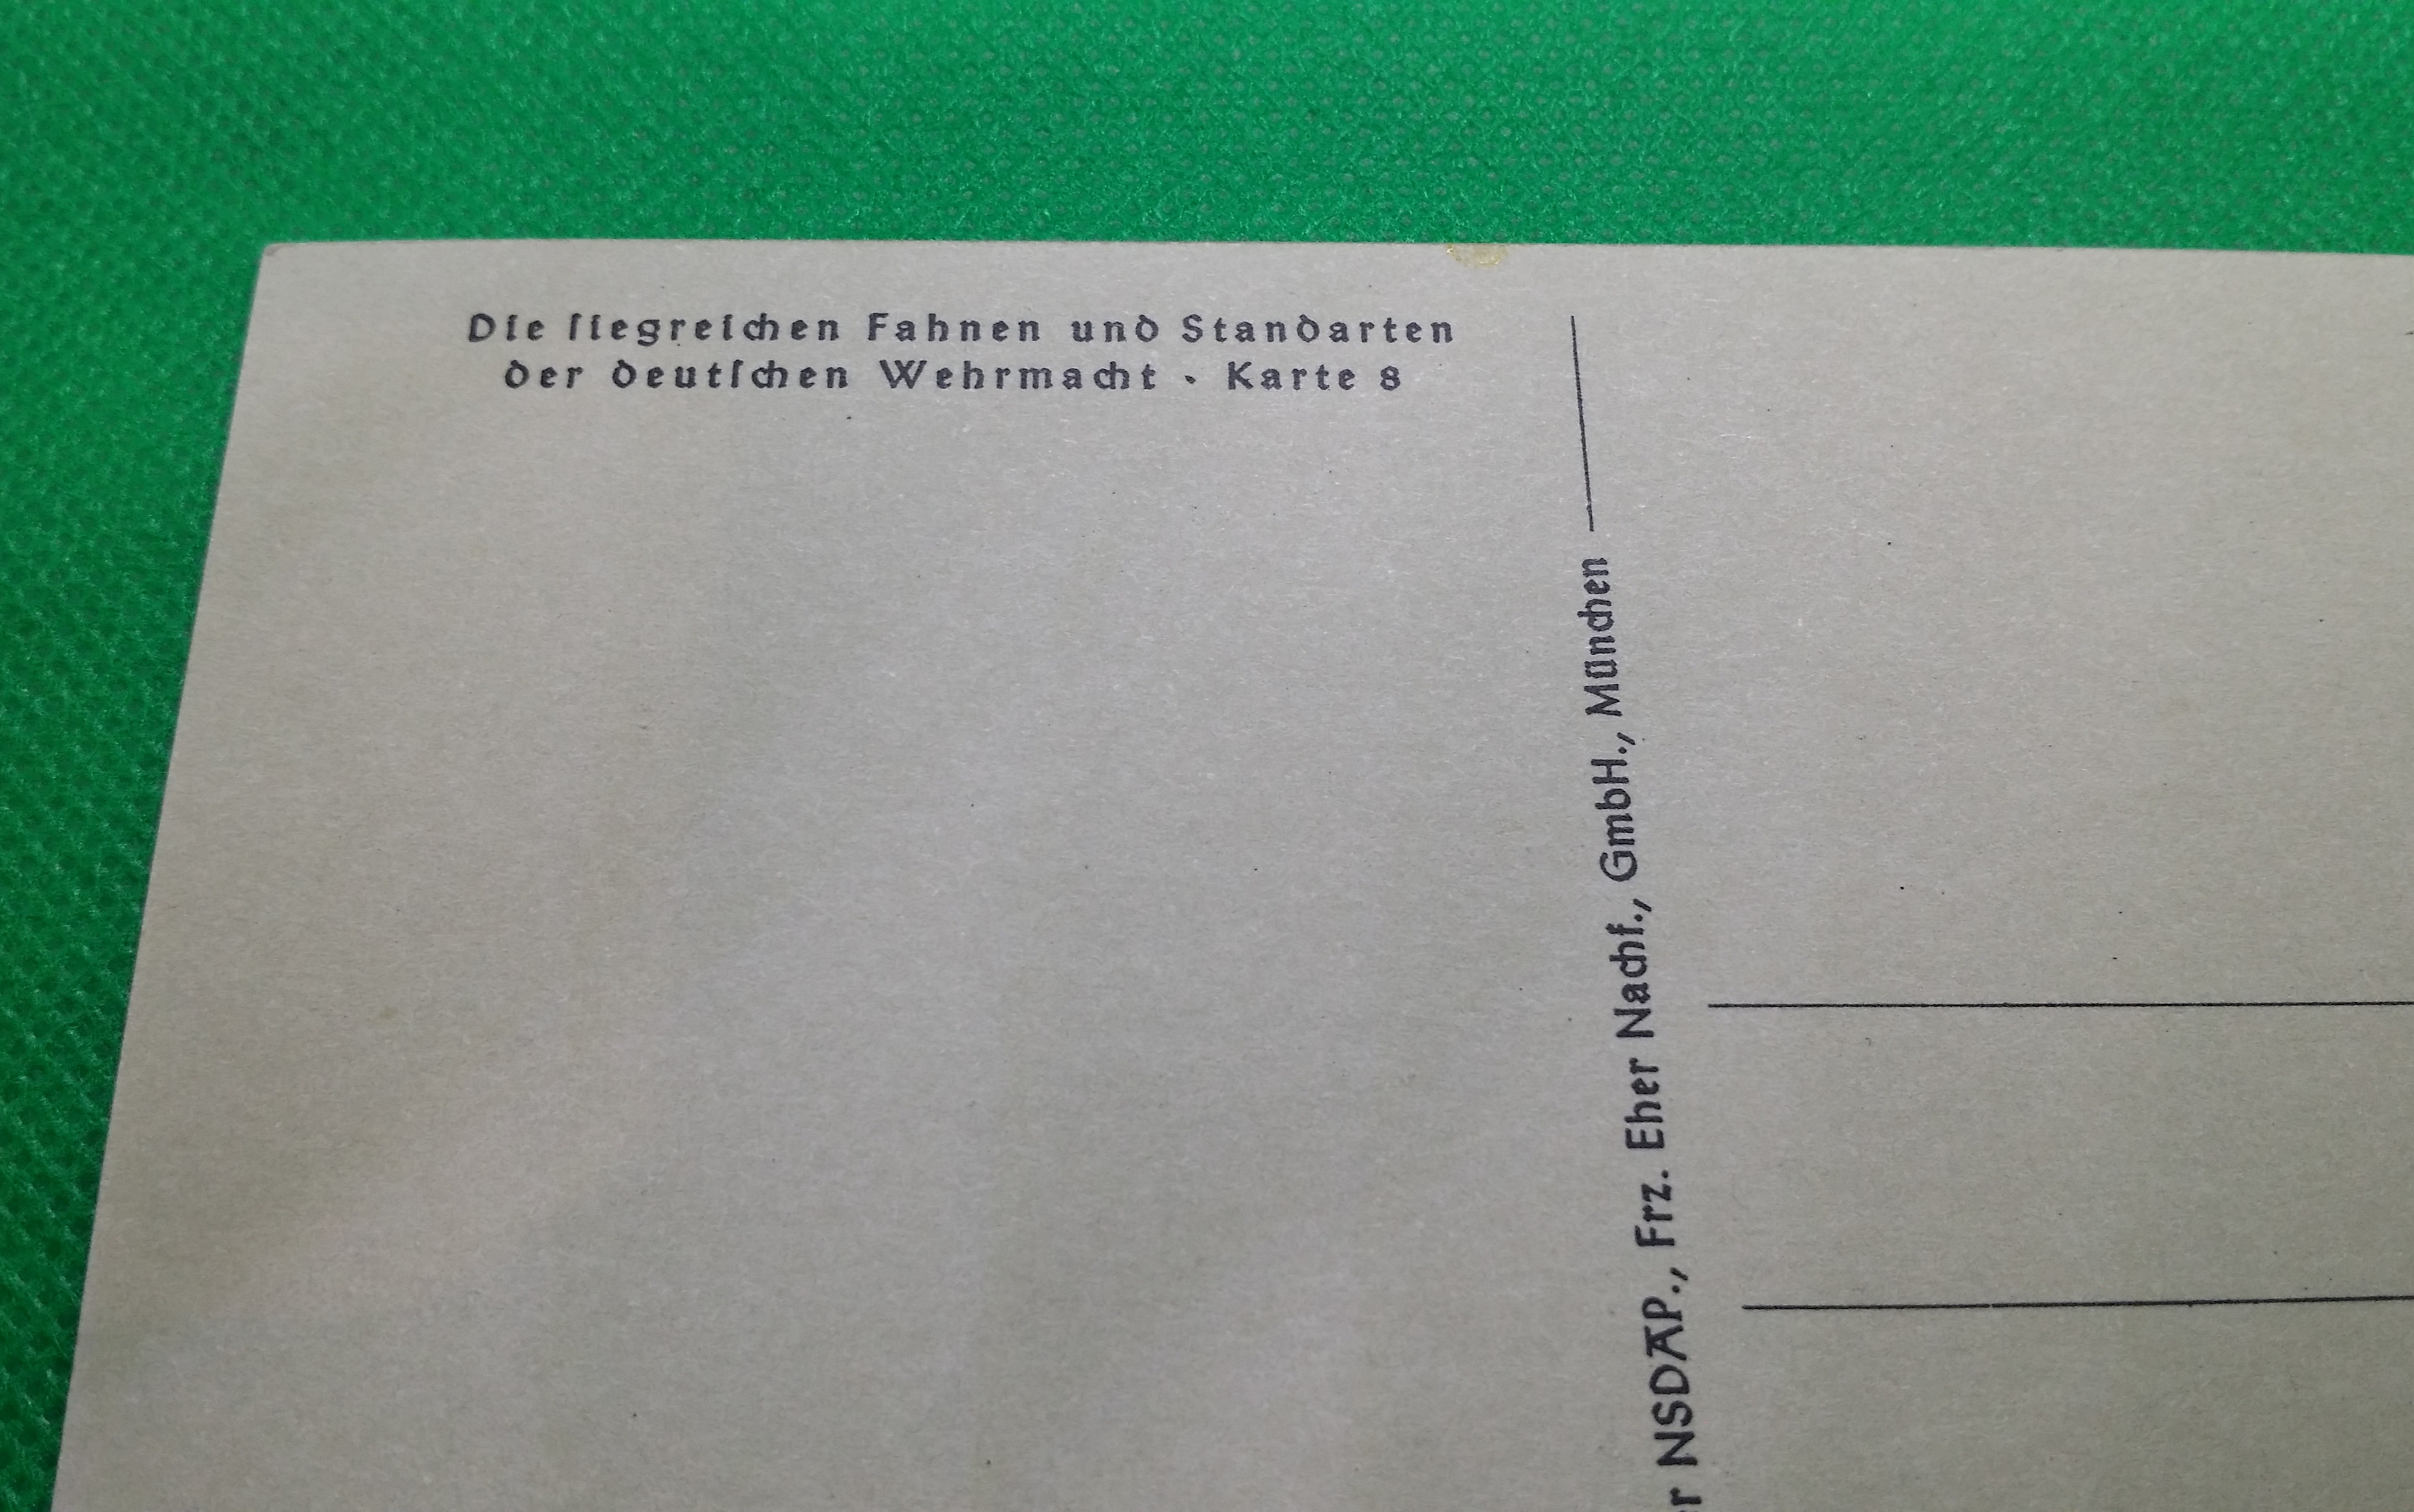 Die ſiegreichen Fahnen und Standarten
der deutſchen Wehrmacht · Karte 8
NSDAP., Frz. Eher Nachf., GmbH., München